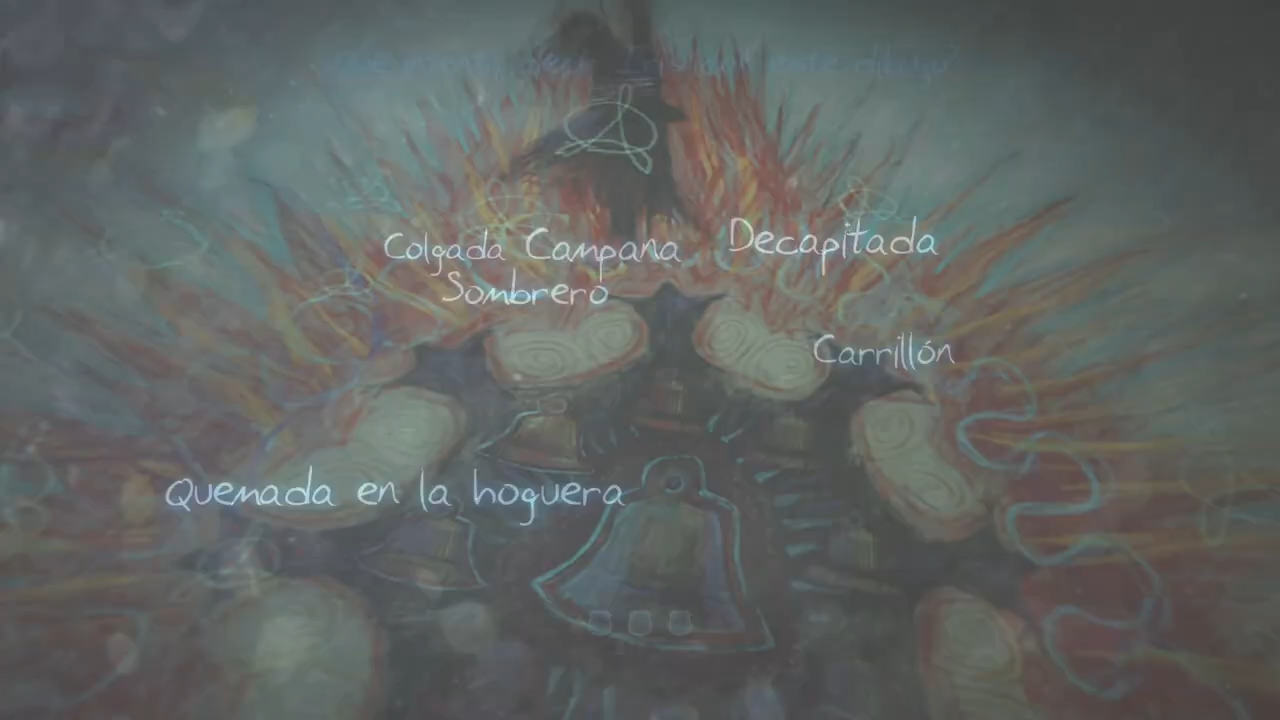 Colgada Campana
Sombrero
Decapitada
Carrillón
Quemada en la hoguera